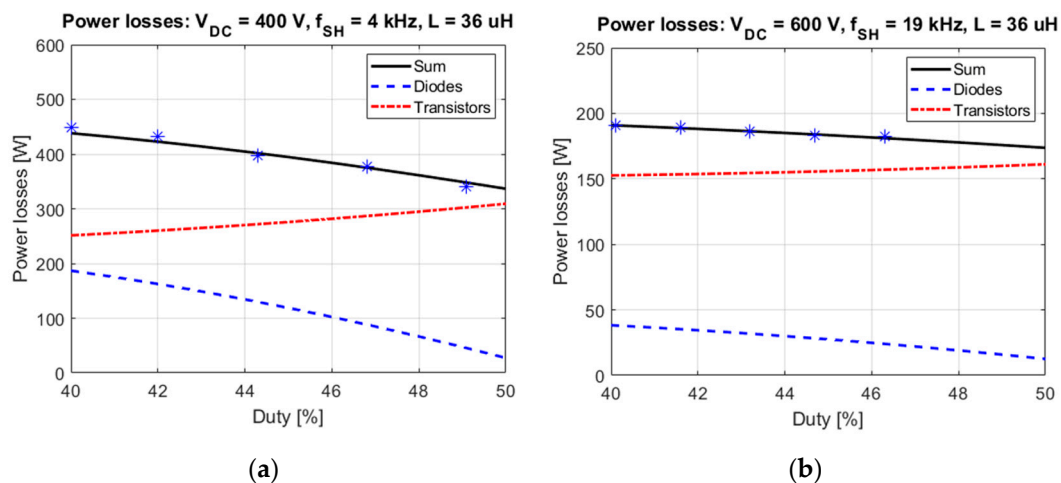 Power losses: V_DC = 400 V, f_SH = 4 kHz, L = 36 uH
600
500
400
300
200
100
0
Power losses [W]
Sum
Diodes
Transistors
40 42 44 46 48 50
Duty [%]
(a)
Power losses: V_DC = 600 V, f_SH = 19 kHz, L = 36 uH
250
200
150
100
50
0
Power losses [W]
Sum
Diodes
Transistors
40 42 44 46 48 50
Duty [%]
(b)